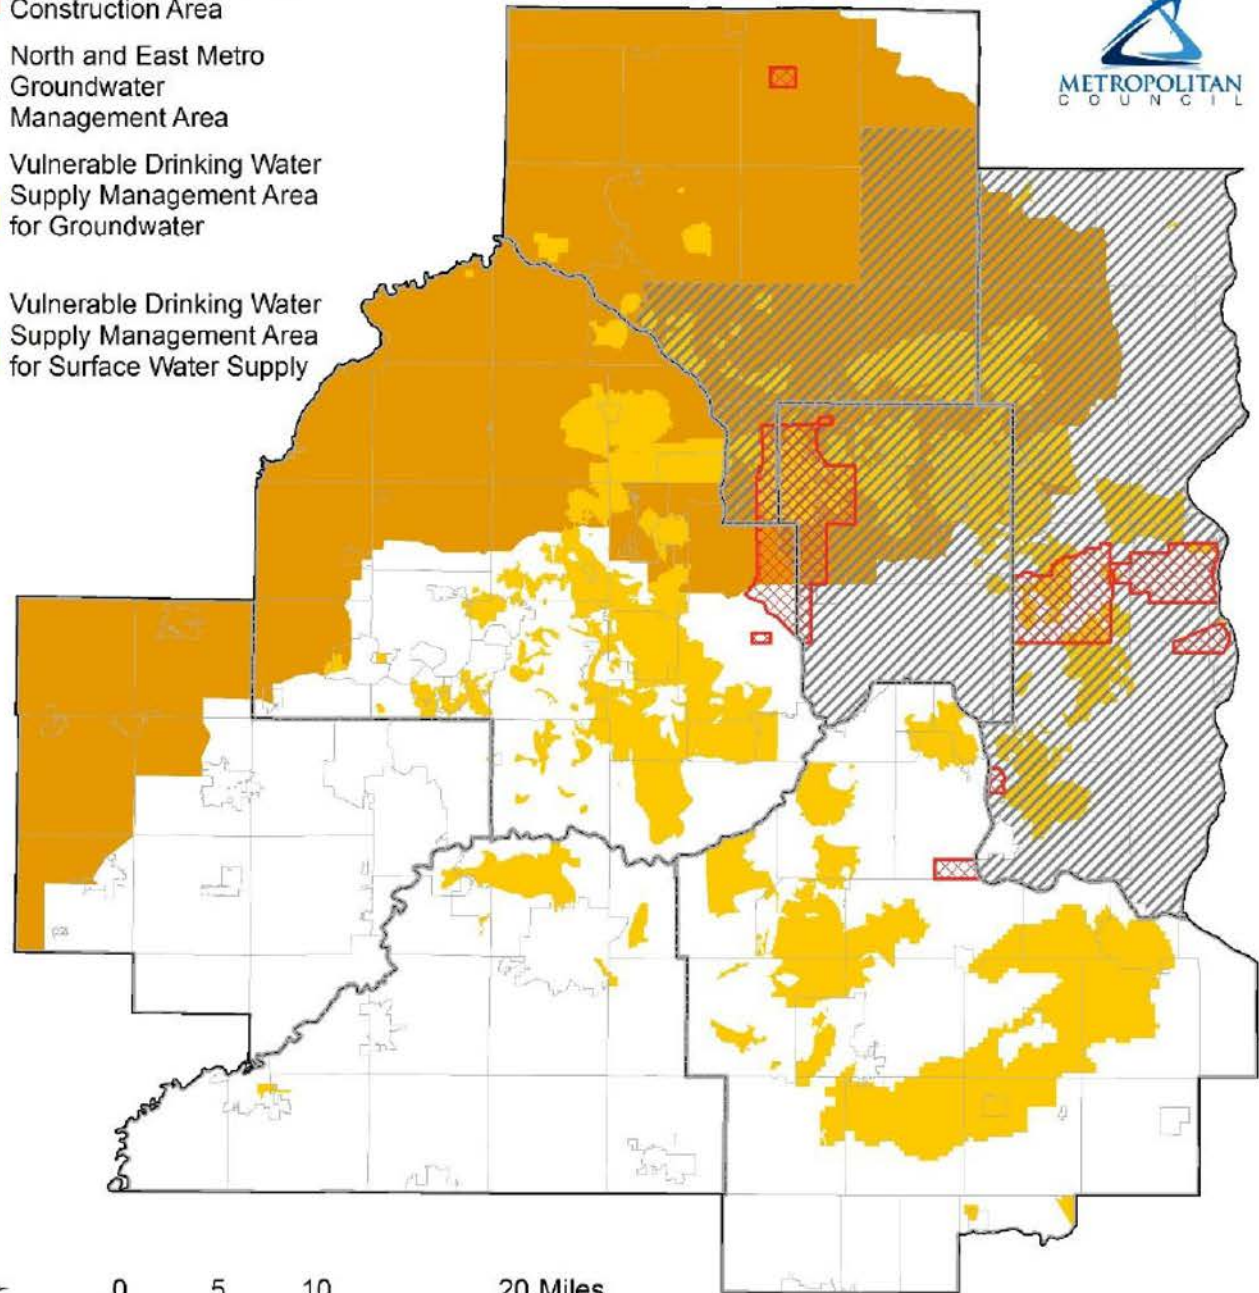 Construction Area
North and East Metro
Groundwater
Management Area
Vulnerable Drinking Water
Supply Management Area
for Groundwater
Vulnerable Drinking Water
Supply Management Area
for Surface Water Supply
METROPOLITAN
COUNCIL
0 5 10 20 Miles